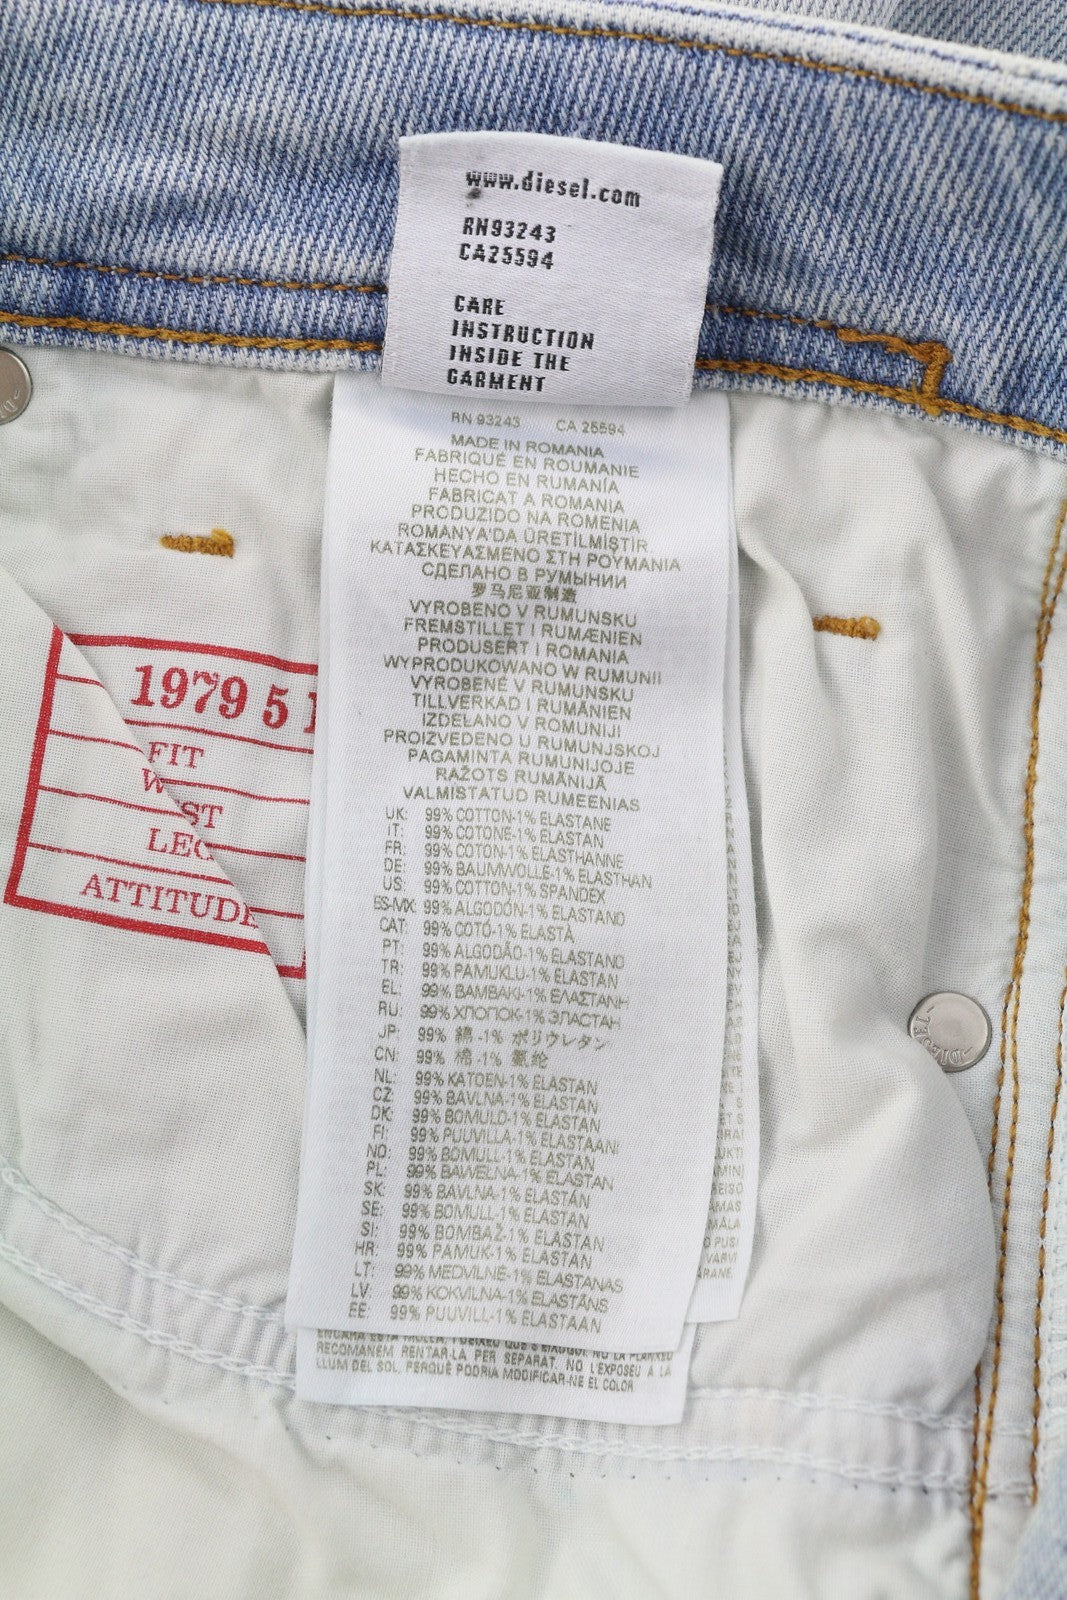 www.diesel.com
RN93243
CA25594
CARE
INSTRUCTION
INSIDE THE
GARMENT
RN 93243 CA 25594
MADE IN ROMANIA
FABRIQUÉ EN ROUMANIE
HECHO EN RUMANÍA
FABRICAT A ROMANIA
PRODUZIDO NA ROMENIA
ROMANYA'DA ÜRETİLMİŞTİR
ΚΑΤΑΣΚΕΥΑΣΜΕΝΟ ΣΤΗ ΡΟΥΜΑΝΙΑ
СДЕЛАНО В РУМЫНИИ
罗马尼亚制造
VYROBENO V RUMUNSKU
FREMSTILLET I RUMÆNIEN
PRODUSERT I ROMANIA
WYPRODUKOWANO W RUMUNII
VYROBENÉ V RUMUNSKU
TILLVERKAD I RUMÄNIEN
IZDELANO V ROMUNIJI
PROIZVEDENO U RUMUNJSKOJ
PAGAMINTA RUMUNIJOJE
RAŽOTS RUMĀNIJĀ
VALMISTATUD RUMEENIAS
UK: 99% COTTON-1% ELASTANE
IT: 99% COTONE-1% ELASTAN
FR: 99% COTON-1% ELASTHANNE
DE: 99% BAUMWOLLE-1% ELASTHAN
US: 99% COTTON-1% SPANDEX
ES-MX: 99% ALGODÓN-1% ELASTANO
CAT: 99% COTÓ-1% ELASTÀ
PT: 99% ALGODÃO-1% ELASTANO
TR: 99% PAMUKLU-1% ELASTAN
EL: 99% ΒΑΜΒΑΚΙ-1% ΕΛΑΣΤΑΝΗ
RU: 99% ХЛОПОК-1% ЭЛАСТАН
JP: 99% 綿 -1% ポリウレタン
CN: 99% 棉 -1% 氨纶
NL: 99% KATOEN-1% ELASTAN
CZ: 99% BAVLNA-1% ELASTAN
DK: 99% BOMULD-1% ELASTAN
FI: 99% PUUVILLA-1% ELASTAANI
NO: 99% BOMULL-1% ELASTAN
PL: 99% BAWEŁNA-1% ELASTAN
SK: 99% BAVLNA-1% ELASTÁN
SE: 99% BOMULL-1% ELASTAN
SI: 99% BOMBAŽ-1% ELASTAN
HR: 99% PAMUK-1% ELASTAN
LT: 99% MEDVILNĖ-1% ELASTANAS
LV: 99% KOKVILNA-1% ELASTĀNS
EE: 99% PUUVILL-1% ELASTAAN
RECOMANEM RENTAR-LA PER SEPARAT. NO L'EXPOSEU A LA
LLUM DEL SOL, PERQUÈ PODRIA MODIFICAR-NE EL COLOR
1979 5
FIT
ATTITUDE